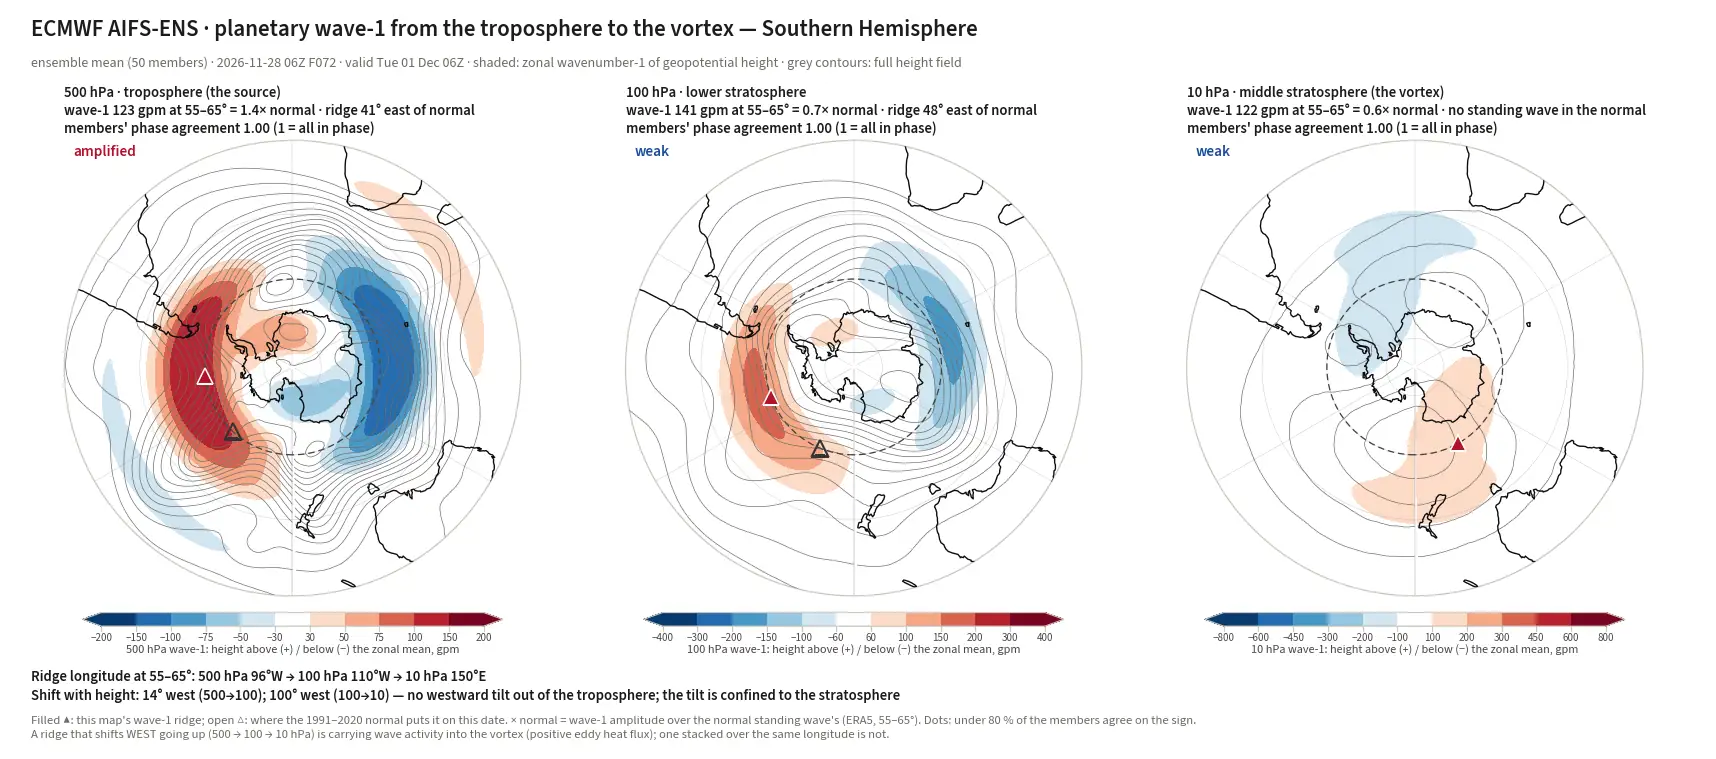 ECMWF AIFS-ENS · planetary wave-1 from the troposphere to the vortex — Southern Hemisphere
ensemble mean (50 members) · 2026-11-28 06Z F072 · valid Tue 01 Dec 06Z · shaded: zonal wavenumber-1 of geopotential height · grey contours: full height field
500 hPa · troposphere (the source)
wave-1 123 gpm at 55–65° = 1.4× normal · ridge 41° east of normal
members' phase agreement 1.00 (1 = all in phase)
amplified
100 hPa · lower stratosphere
wave-1 141 gpm at 55–65° = 0.7× normal · ridge 48° east of normal
members' phase agreement 1.00 (1 = all in phase)
weak
10 hPa · middle stratosphere (the vortex)
wave-1 122 gpm at 55–65° = 0.6× normal · no standing wave in the normal
members' phase agreement 1.00 (1 = all in phase)
weak
−200 −150 −100 −75 −50 −30 30 50 75 100 150 200
500 hPa wave-1: height above (+) / below (−) the zonal mean, gpm
−400 −300 −200 −150 −100 −60 60 100 150 200 300 400
100 hPa wave-1: height above (+) / below (−) the zonal mean, gpm
−800 −600 −450 −300 −200 −100 100 200 300 450 600 800
10 hPa wave-1: height above (+) / below (−) the zonal mean, gpm
Ridge longitude at 55–65°: 500 hPa 96°W → 100 hPa 110°W → 10 hPa 150°E
Shift with height: 14° west (500→100); 100° west (100→10) — no westward tilt out of the troposphere; the tilt is confined to the stratosphere
Filled ▲: this map's wave-1 ridge; open △: where the 1991–2020 normal puts it on this date. × normal = wave-1 amplitude over the normal standing wave's (ERA5, 55–65°). Dots: under 80 % of the members agree on the sign.
A ridge that shifts WEST going up (500 → 100 → 10 hPa) is carrying wave activity into the vortex (positive eddy heat flux); one stacked over the same longitude is not.